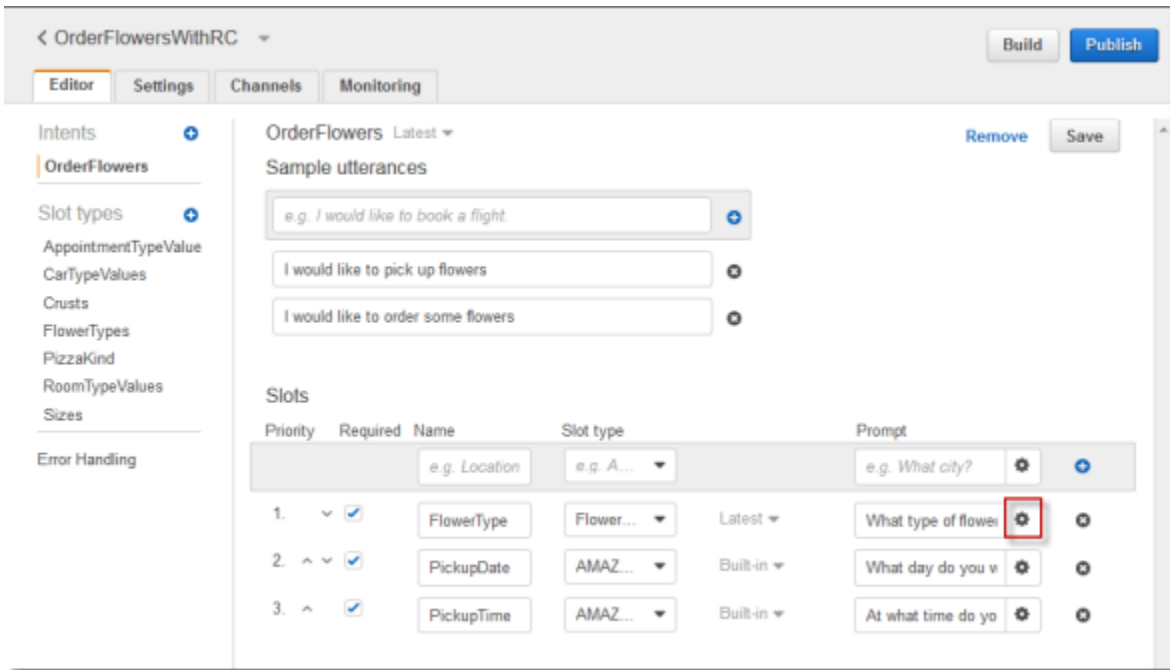 < OrderFlowersWithRC
Build
Publish
Editor
Settings
Channels
Monitoring
Intents
OrderFlowers
Slot types
AppointmentTypeValue
CarTypeValues
Crusts
FlowerTypes
PizzaKind
RoomTypeValues
Sizes
Error Handling
OrderFlowers Latest
Remove
Save
Sample utterances
e.g. I would like to book a flight.
I would like to pick up flowers
I would like to order some flowers
Slots
Priority Required Name Slot type Prompt
e.g. Location e.g. A... e.g. What city?
1. FlowerType Flower... Latest What type of flower
2. PickupDate AMAZ... Built-in What day do you w
3. PickupTime AMAZ... Built-in At what time do yo